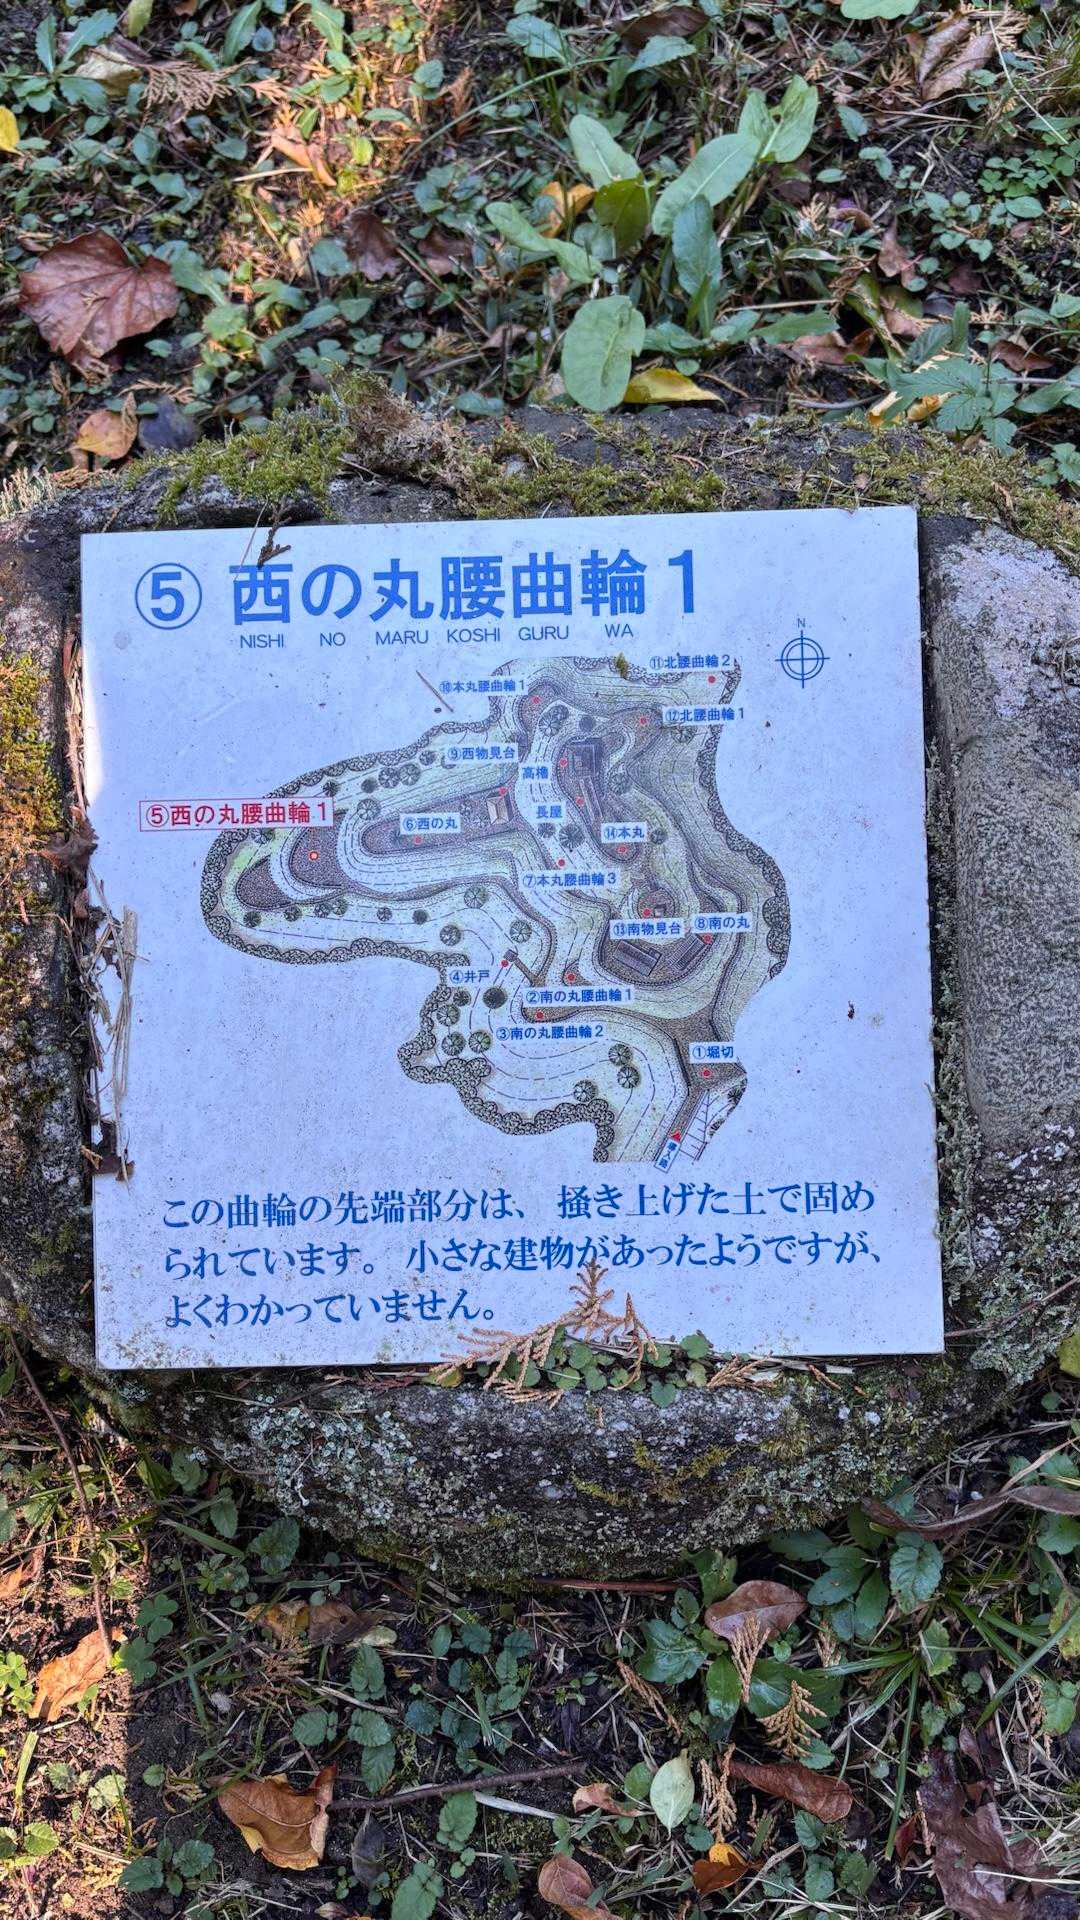 ⑤ 西の丸腰曲輪1
NISHI NO MARU KOSHI GURU WA
N
⑪北腰曲輪2
⑩本丸腰曲輪1
⑫北腰曲輪1
⑨西物見台
高櫓
⑤西の丸腰曲輪1
長屋
⑥西の丸
⑭本丸
⑦本丸腰曲輪3
⑬南物見台
⑧南の丸
④井戸
②南の丸腰曲輪1
③南の丸腰曲輪2
①堀切
この曲輪の先端部分は、掻き上げた土で固め
られています。小さな建物があったようですが、
よくわかっていません。